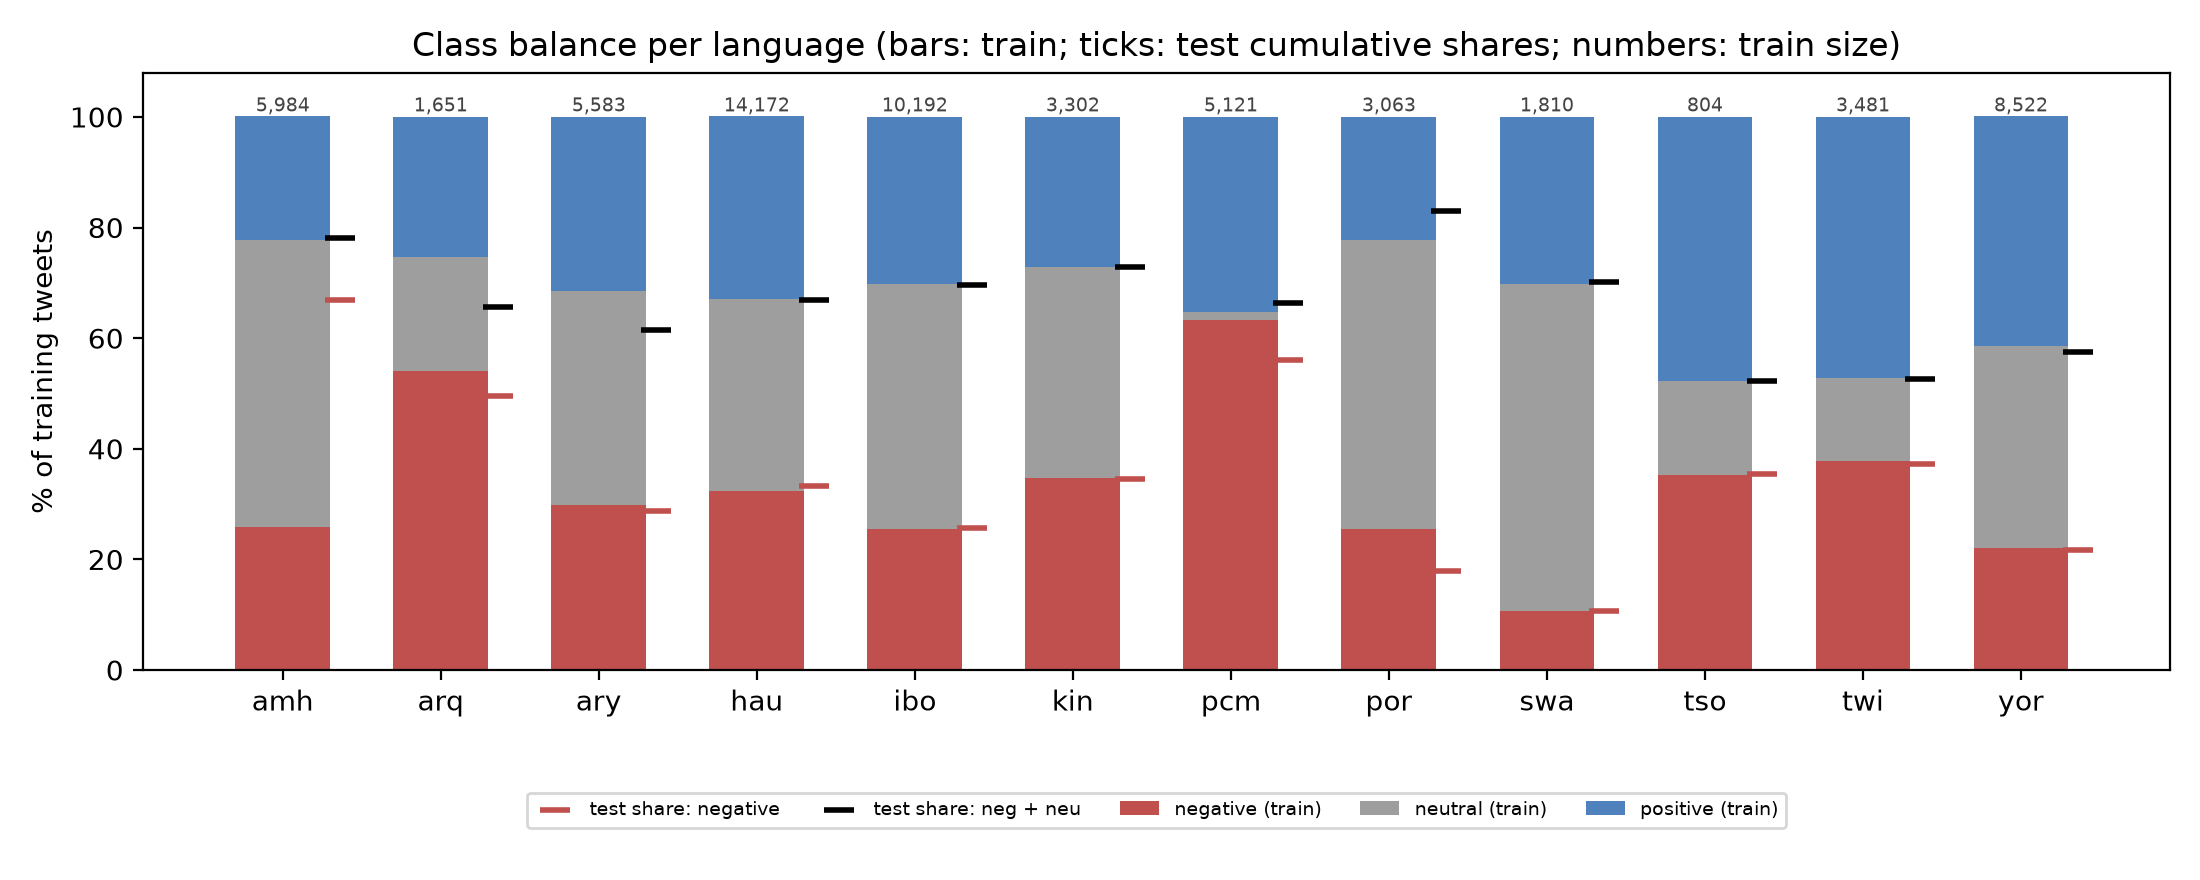 Class balance per language (bars: train; ticks: test cumulative shares; numbers: train size)
5,984 1,651 5,583 14,172 10,192 3,302 5,121 3,063 1,810 804 3,481 8,522
% of training tweets
100
80
60
40
20
0
amh arq ary hau ibo kin pcm por swa tso twi yor
test share: negative test share: neg + neu negative (train) neutral (train) positive (train)